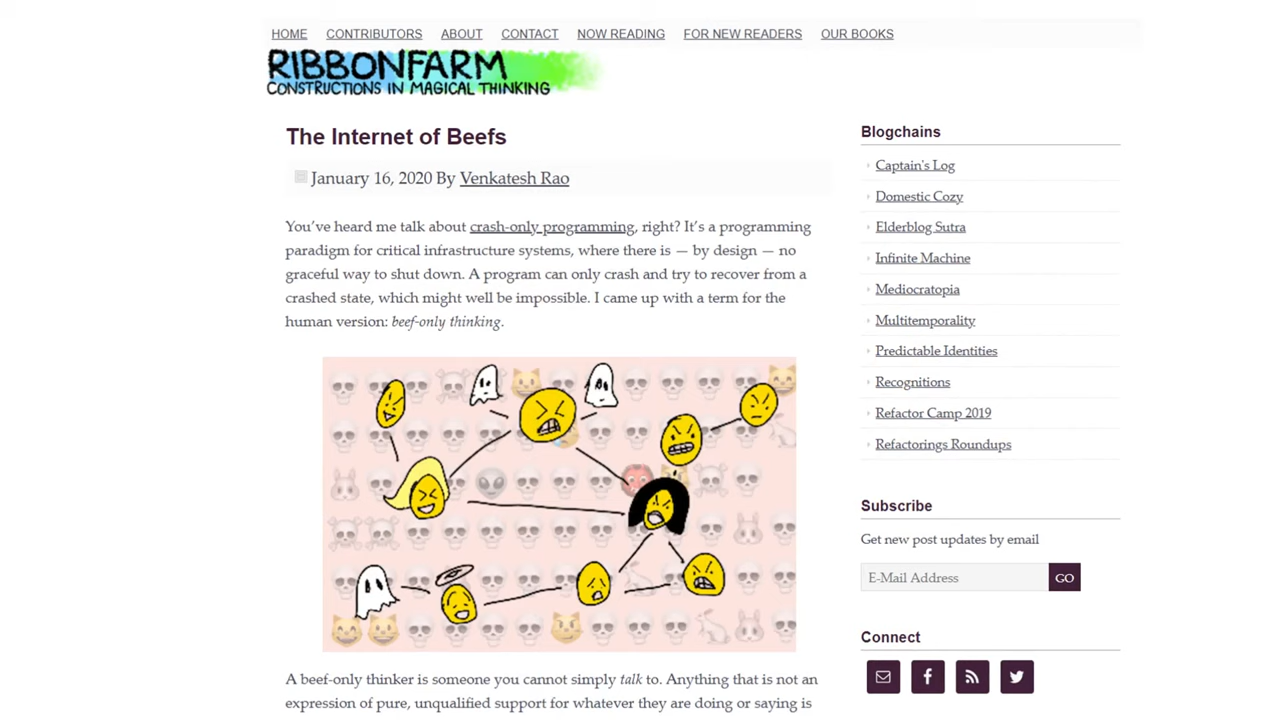 HOME CONTRIBUTORS ABOUT CONTACT NOW READING FOR NEW READERS OUR BOOKS
RIBBONFARM
CONSTRUCTIONS IN MAGICAL THINKING
The Internet of Beefs
January 16, 2020 By Venkatesh Rao
You've heard me talk about crash-only programming, right? It's a programming
paradigm for critical infrastructure systems, where there is — by design — no
graceful way to shut down. A program can only crash and try to recover from a
crashed state, which might well be impossible. I came up with a term for the
human version: beef-only thinking.
A beef-only thinker is someone you cannot simply talk to. Anything that is not an
expression of pure, unqualified support for whatever they are doing or saying is
Blogchains
Captain's Log
Domestic Cozy
Elderblog Sutra
Infinite Machine
Mediocratopia
Multitemporality
Predictable Identities
Recognitions
Refactor Camp 2019
Refactorings Roundups
Subscribe
Get new post updates by email
E-Mail Address GO
Connect